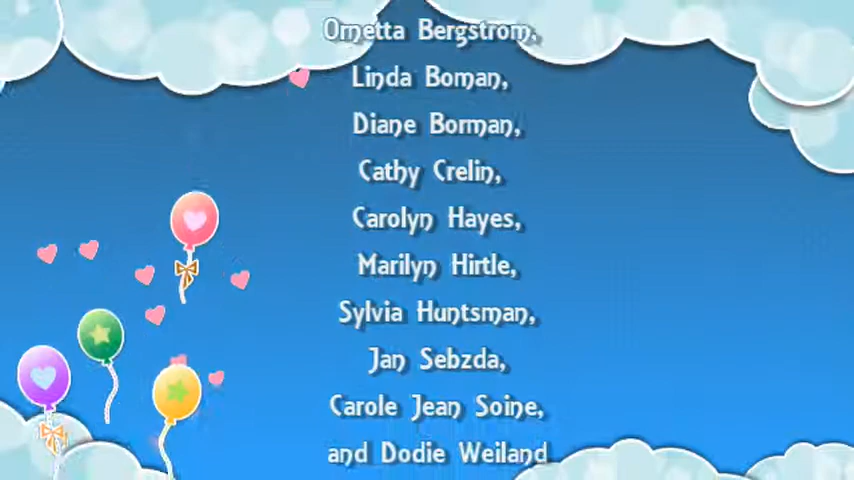 Ornetta Bergstrom,
Linda Boman,
Diane Borman,
Cathy Crelin,
Carolyn Hayes,
Marilyn Hirtle,
Sylvia Huntsman,
Jan Sebzda,
Carole Jean Soine,
and Dodie Weiland